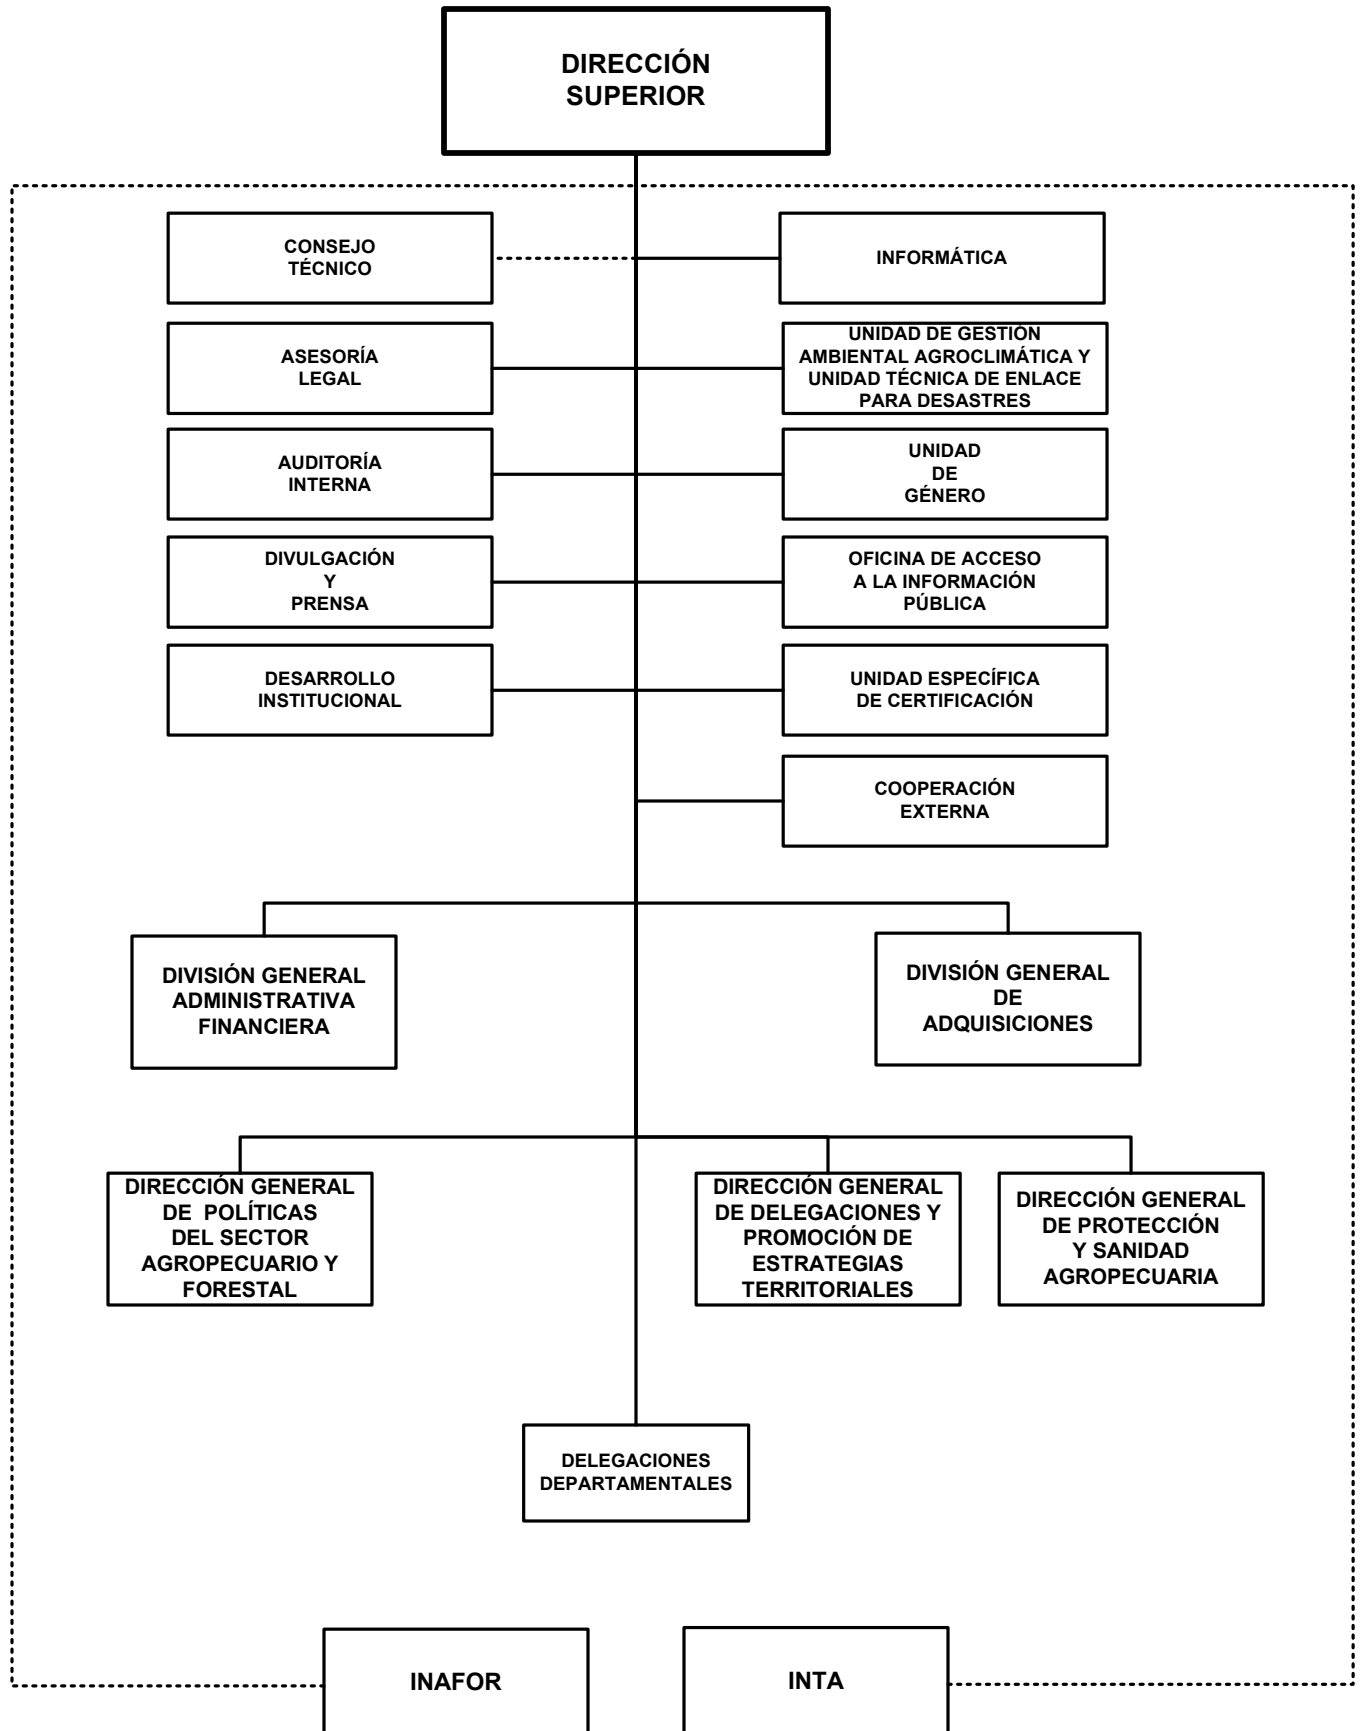 DIRECCIÓN
SUPERIOR
CONSEJO
TÉCNICO
INFORMÁTICA
ASESORÍA
LEGAL
UNIDAD DE GESTIÓN
AMBIENTAL AGROCLIMÁTICA Y
UNIDAD TÉCNICA DE ENLACE
PARA DESASTRES
AUDITORÍA
INTERNA
UNIDAD
DE
GÉNERO
DIVULGACIÓN
Y
PRENSA
OFICINA DE ACCESO
A LA INFORMACIÓN
PÚBLICA
DESARROLLO
INSTITUCIONAL
UNIDAD ESPECÍFICA
DE CERTIFICACIÓN
COOPERACIÓN
EXTERNA
DIVISIÓN GENERAL
ADMINISTRATIVA
FINANCIERA
DIVISIÓN GENERAL
DE
ADQUISICIONES
DIRECCIÓN GENERAL
DE POLÍTICAS
DEL SECTOR
AGROPECUARIO Y
FORESTAL
DIRECCIÓN GENERAL
DE DELEGACIONES Y
PROMOCIÓN DE
ESTRATEGIAS
TERRITORIALES
DIRECCIÓN GENERAL
DE PROTECCIÓN
Y SANIDAD
AGROPECUARIA
DELEGACIONES
DEPARTAMENTALES
INAFOR
INTA